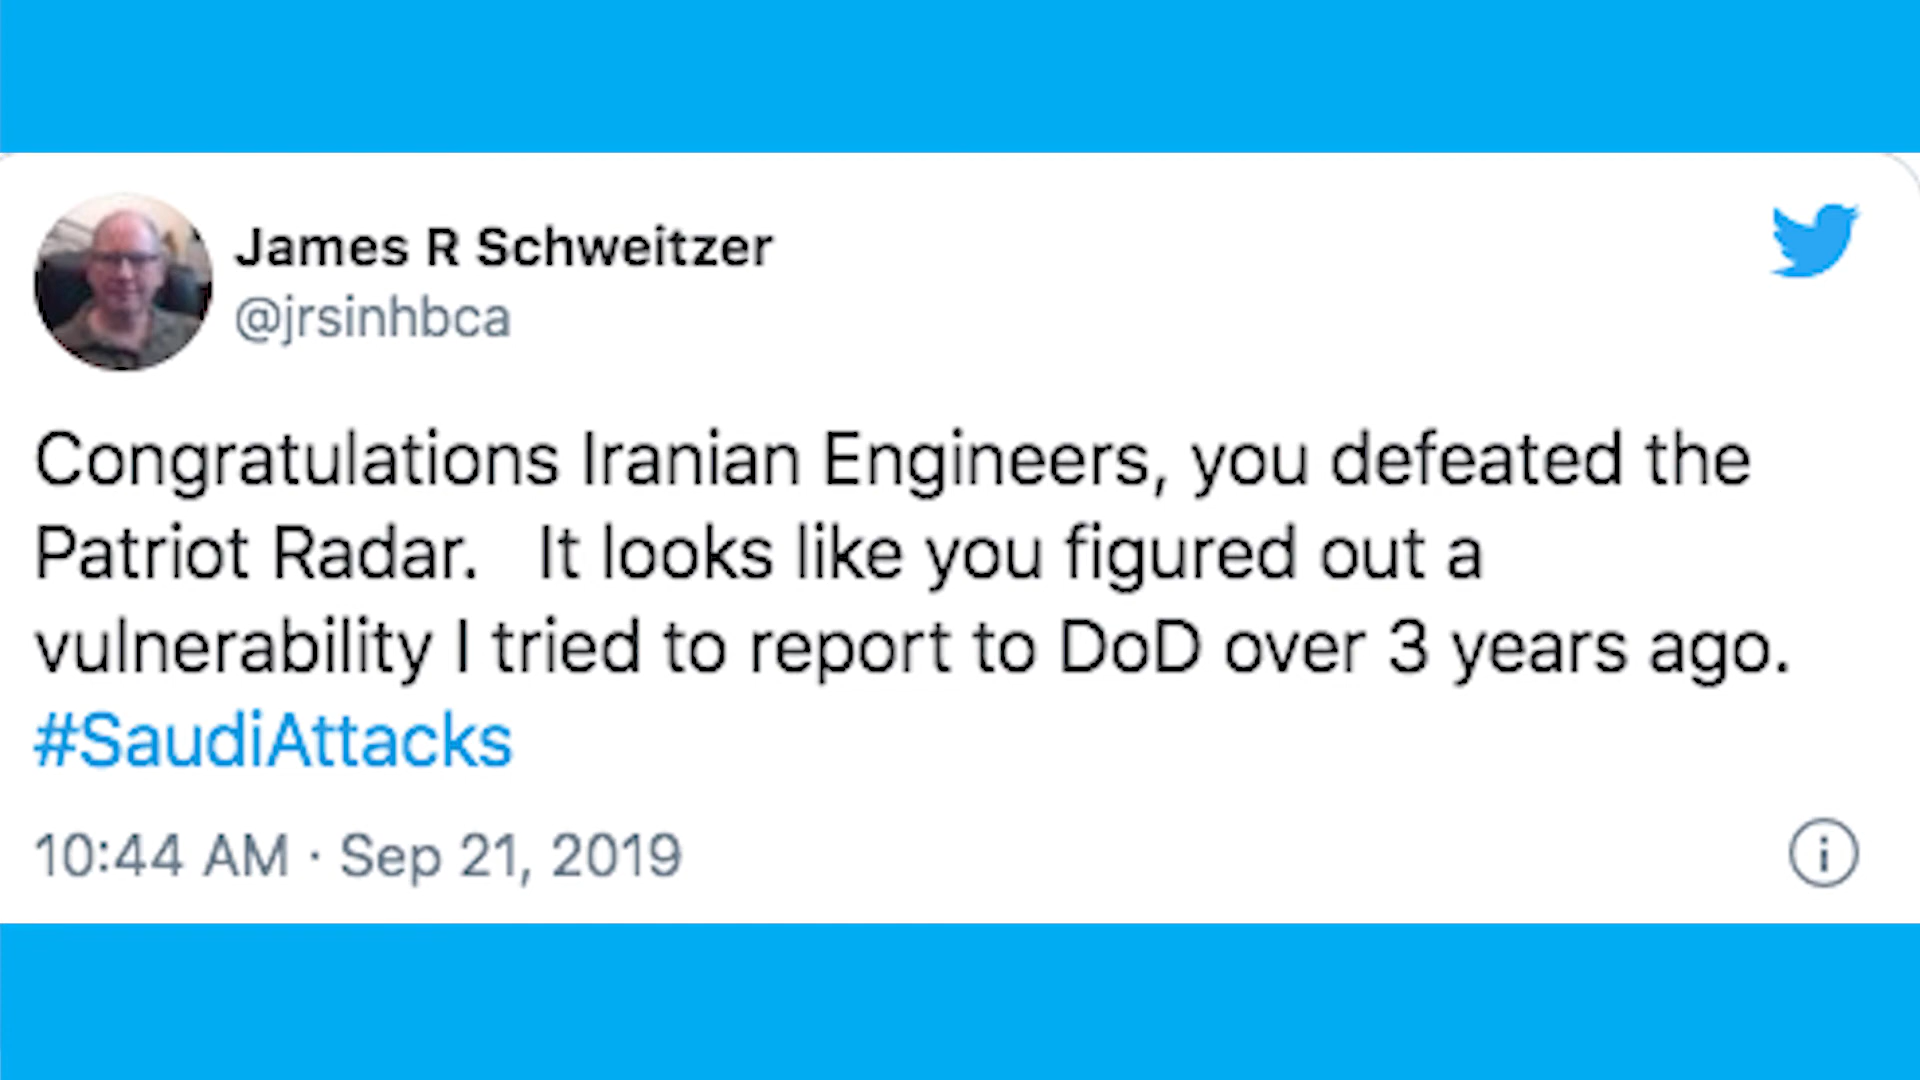 James R Schweitzer
@jrsinhbca
Congratulations Iranian Engineers, you defeated the
Patriot Radar.   It looks like you figured out a
vulnerability I tried to report to DoD over 3 years ago.
#SaudiAttacks
10:44 AM · Sep 21, 2019